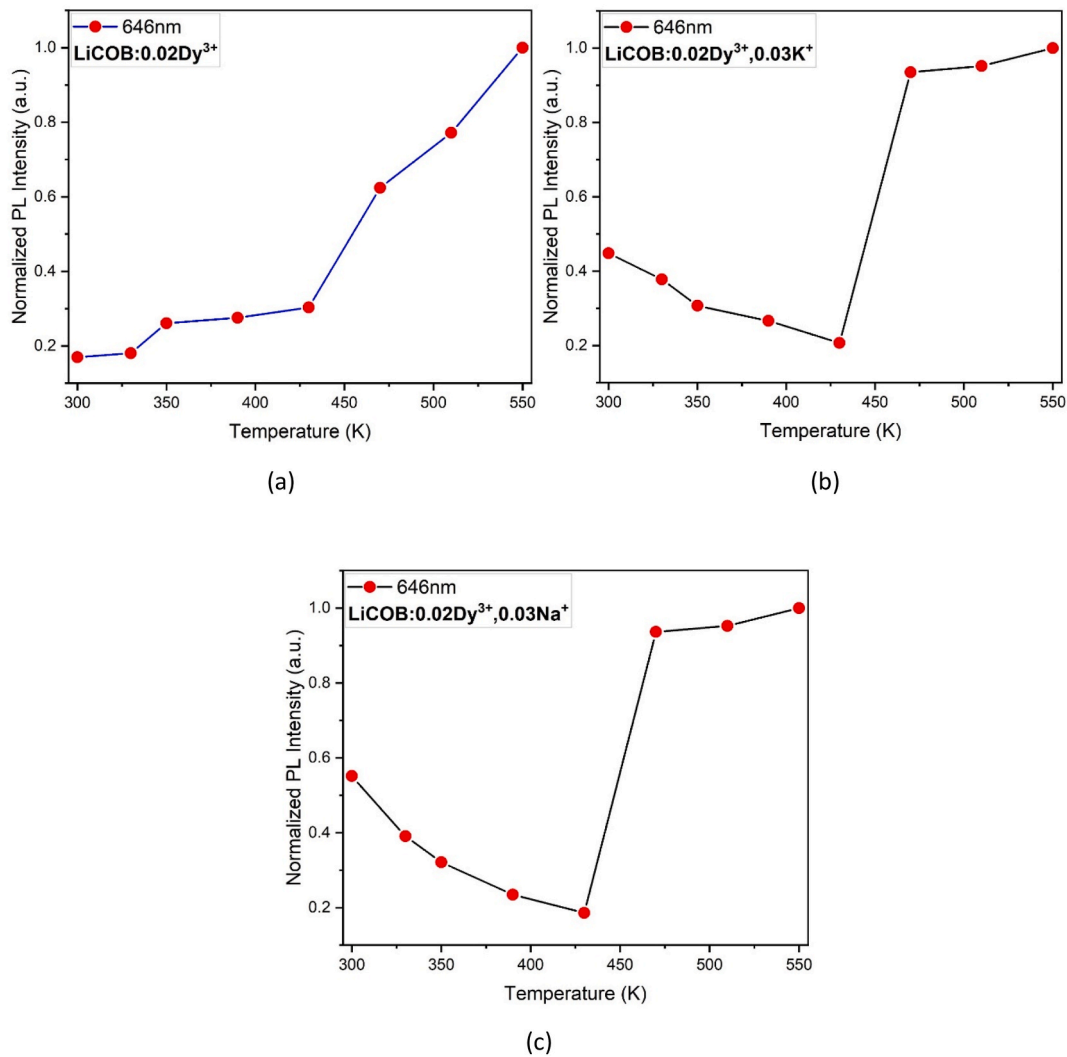 646nm
LiCOB:0.02Dy³⁺
Normalized PL Intensity (a.u.)
1.0
0.8
0.6
0.4
0.2
300
350
400
450
500
550
Temperature (K)
(a)
646nm
LiCOB:0.02Dy³⁺,0.03K⁺
Normalized PL Intensity (a.u.)
1.0
0.8
0.6
0.4
0.2
300
350
400
450
500
550
Temperature (K)
(b)
646nm
LiCOB:0.02Dy³⁺,0.03Na⁺
Normalized PL Intensity (a.u.)
1.0
0.8
0.6
0.4
0.2
300
350
400
450
500
550
Temperature (K)
(c)